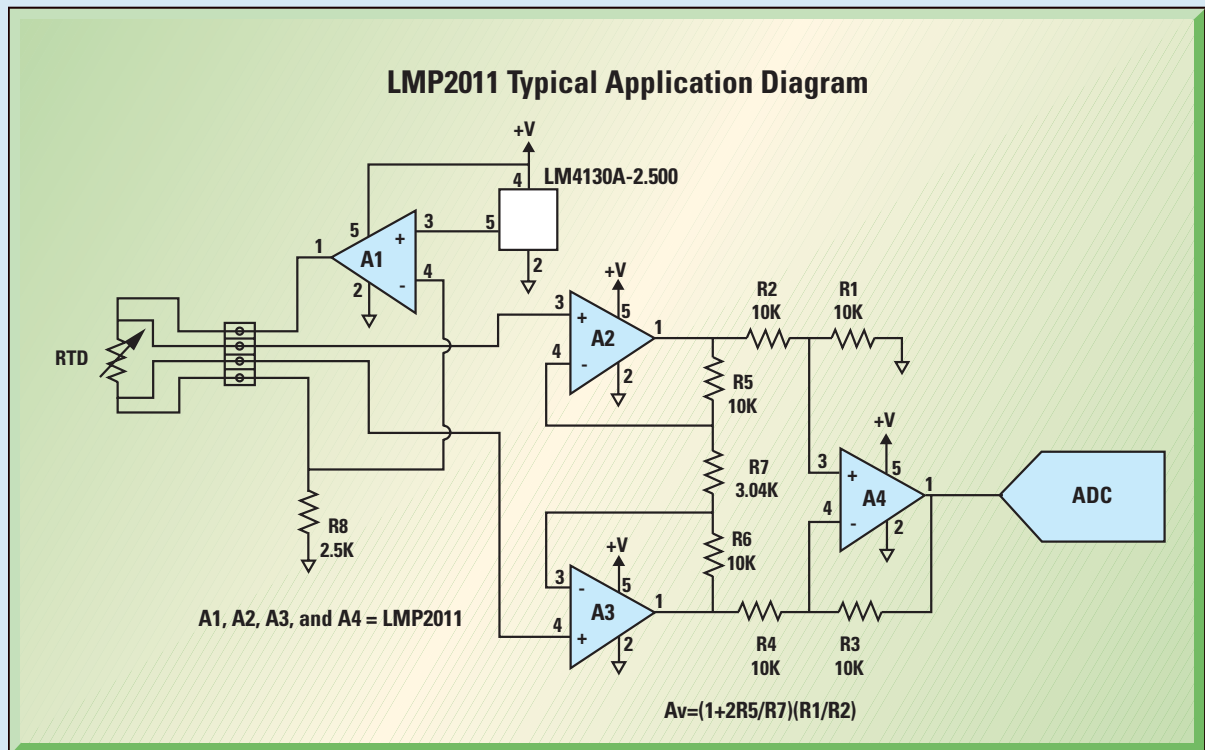 LMP2011 Typical Application Diagram
+V
4
LM4130A-2.500
5
3
5
1
+
A1
4
-
2
2
RTD
+V
3
+
5
A2
1
4
-
2
R2
10K
R1
10K
R5
10K
R7
3.04K
R6
10K
+V
3
+
5
A4
1
4
-
2
ADC
R8
2.5K
+V
3
-
5
A3
1
4
+
2
R4
10K
R3
10K
A1, A2, A3, and A4 = LMP2011
Av=(1+2R5/R7)(R1/R2)